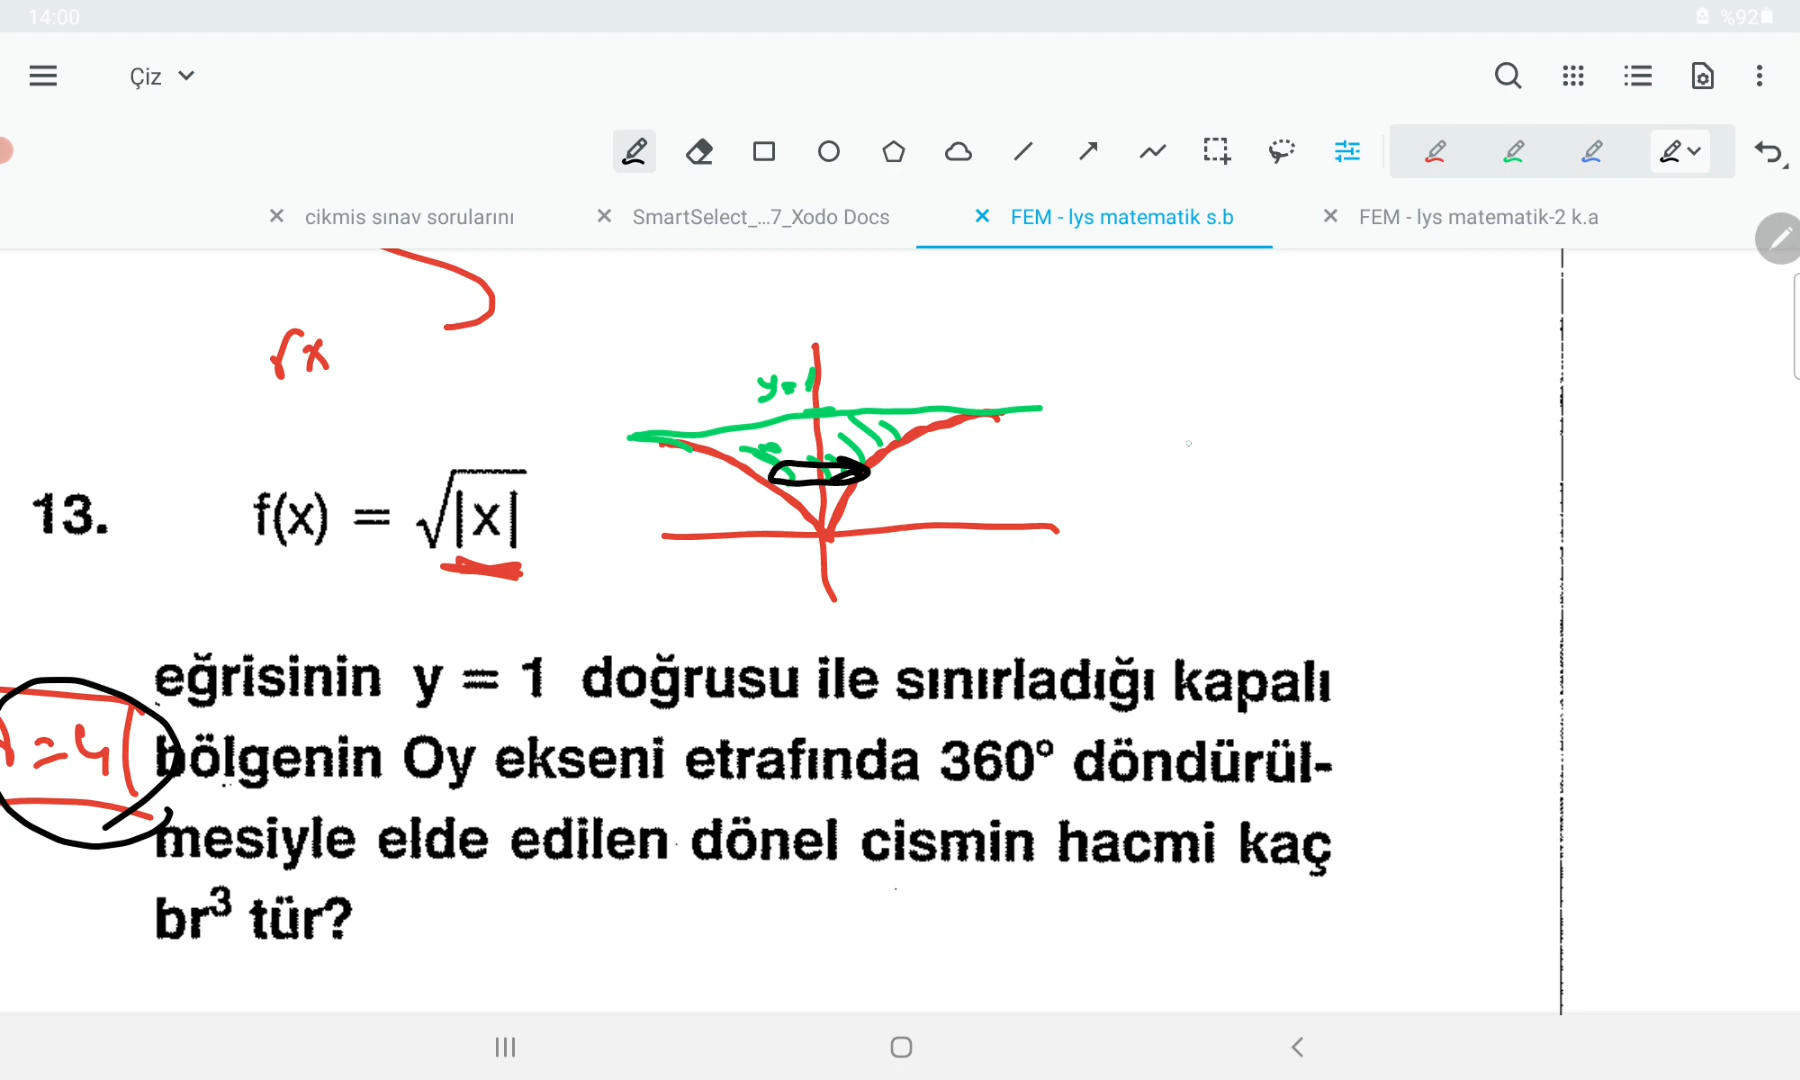 14:00
%92
Çiz
cikmis sınav sorularını
SmartSelect_...7_Xodo Docs
FEM - lys matematik s.b
FEM - lys matematik-2 k.a
√x
y=1
13. f(x) = √|x|
eğrisinin y = 1 doğrusu ile sınırladığı kapalı
=4
bölgenin Oy ekseni etrafında 360° döndürül-
mesiyle elde edilen dönel cismin hacmi kaç
br³ tür?